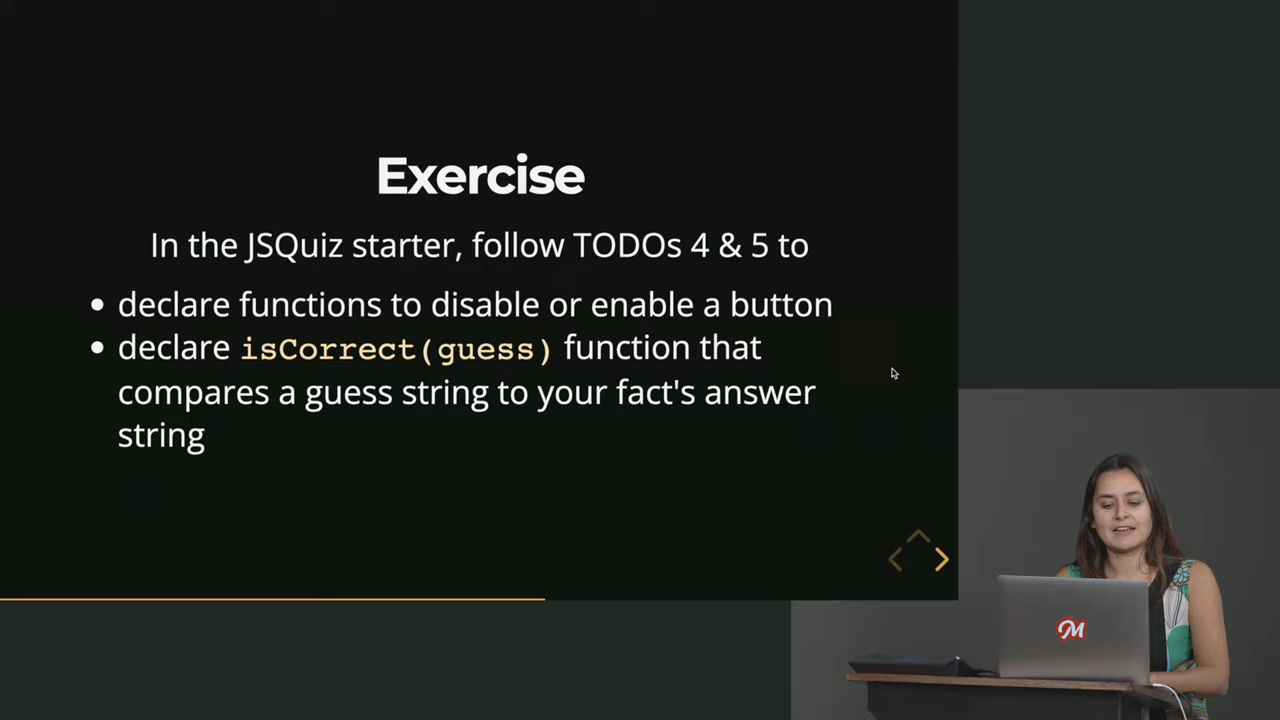 Exercise
In the JSQuiz starter, follow TODOs 4 & 5 to
• declare functions to disable or enable a button
• declare isCorrect(guess) function that
compares a guess string to your fact's answer
string